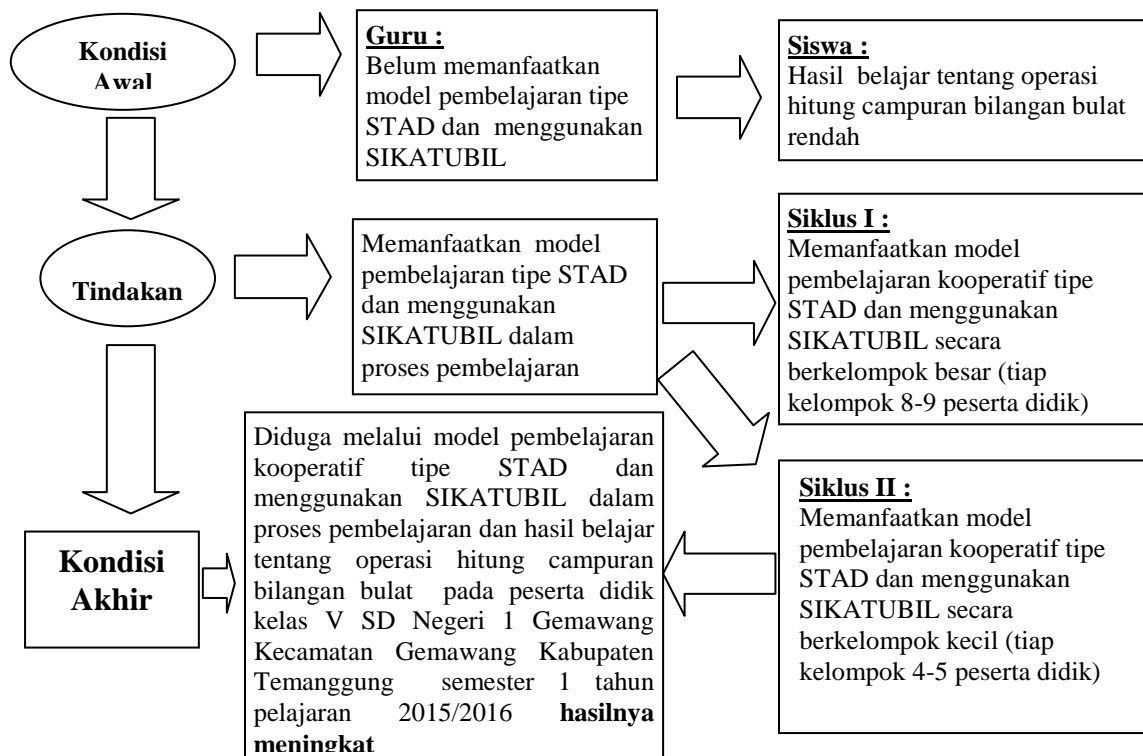 Kondisi
Awal
Guru :
Belum memanfaatkan
model pembelajaran tipe
STAD dan menggunakan
SIKATUBIL
Siswa :
Hasil belajar tentang operasi
hitung campuran bilangan bulat
rendah
Tindakan
Memanfaatkan model
pembelajaran tipe STAD
dan menggunakan
SIKATUBIL dalam
proses pembelajaran
Siklus I :
Memanfaatkan model
pembelajaran kooperatif tipe
STAD dan menggunakan
SIKATUBIL secara
berkelompok besar (tiap
kelompok 8-9 peserta didik)
Kondisi
Akhir
Diduga melalui model pembelajaran
kooperatif tipe STAD dan
menggunakan SIKATUBIL dalam
proses pembelajaran dan hasil belajar
tentang operasi hitung campuran
bilangan bulat pada peserta didik
kelas V SD Negeri 1 Gemawang
Kecamatan Gemawang Kabupaten
Temanggung semester 1 tahun
pelajaran 2015/2016 hasilnya
meningkat
Siklus II :
Memanfaatkan model
pembelajaran kooperatif tipe
STAD dan menggunakan
SIKATUBIL secara
berkelompok kecil (tiap
kelompok 4-5 peserta didik)